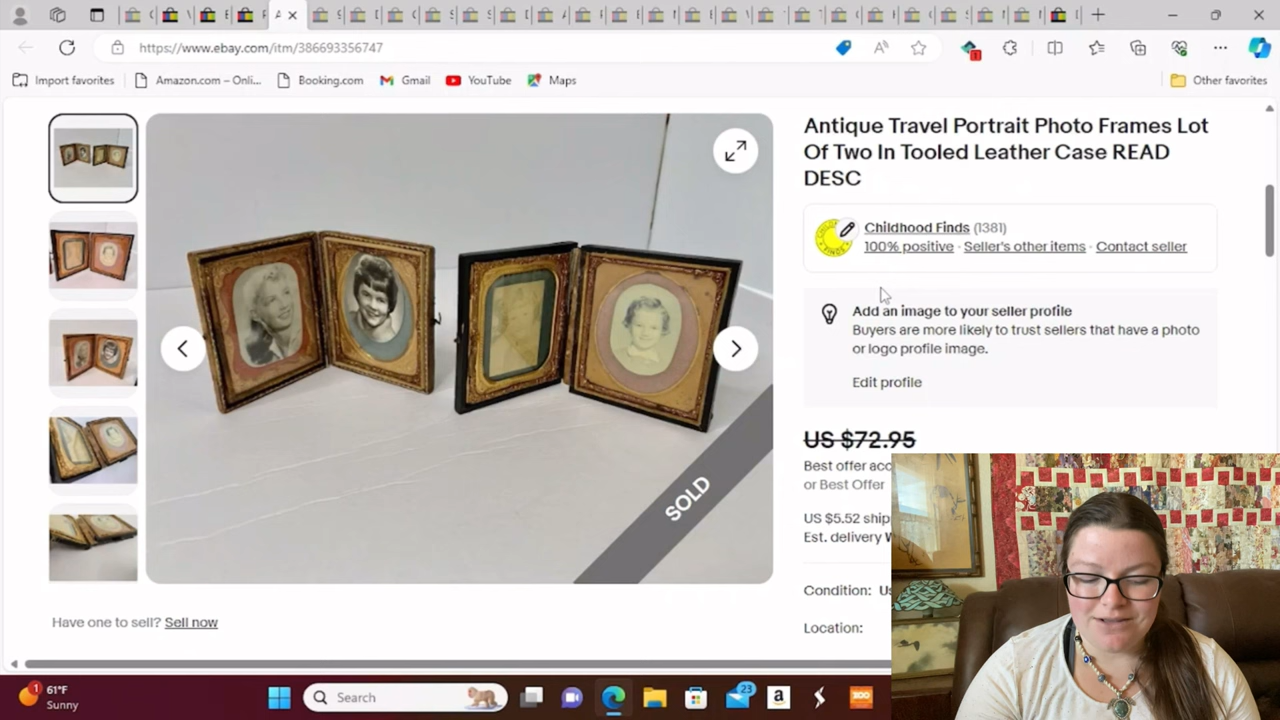 https://www.ebay.com/itm/386693356747
Import favorites
Amazon.com – Onli...
Booking.com
Gmail
YouTube
Maps
Other favorites
Antique Travel Portrait Photo Frames Lot
Of Two In Tooled Leather Case READ
DESC
Childhood Finds (1381)
100% positive · Seller's other items · Contact seller
Add an image to your seller profile
Buyers are more likely to trust sellers that have a photo
or logo profile image.
Edit profile
US $72.95
Best offer acc
or Best Offer
US $5.52 ship
Est. delivery W
SOLD
Condition: Us
Location:
Have one to sell? Sell now
1
61°F
Sunny
Search
23